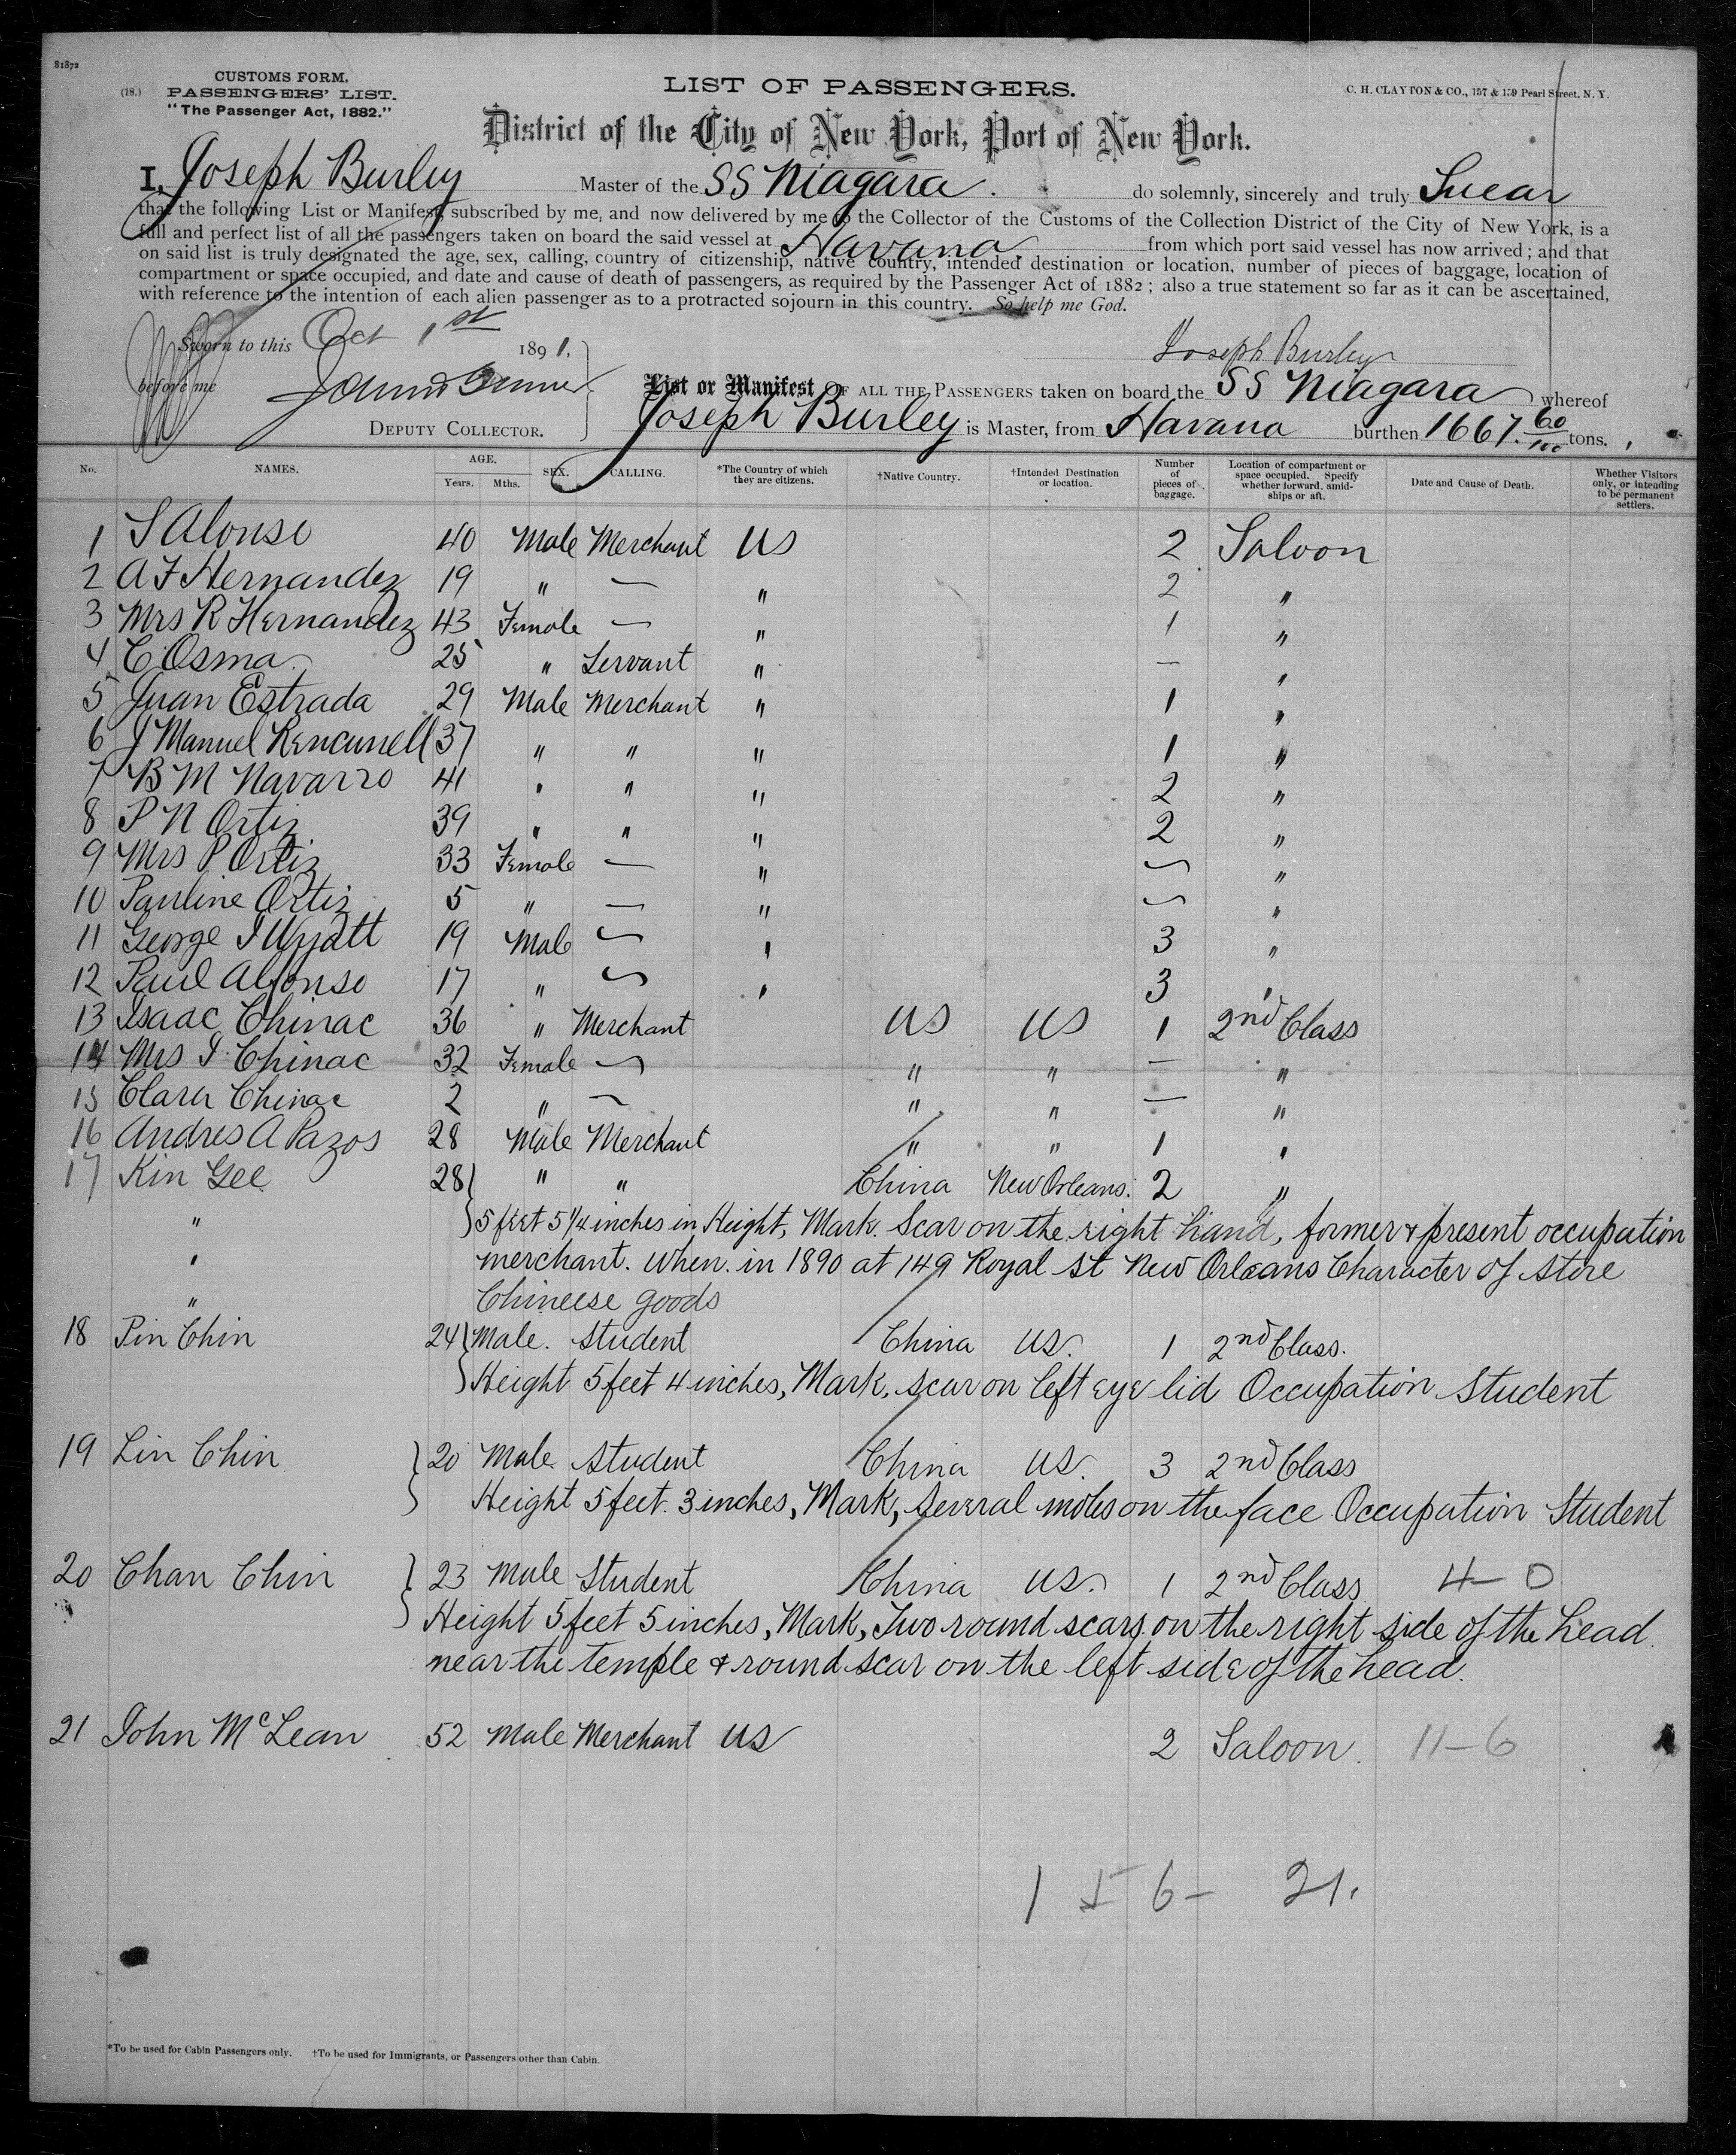 81872
CUSTOMS FORM.
(18.) PASSENGERS' LIST.
"The Passenger Act, 1882."
LIST OF PASSENGERS.
C. H. CLAYTON & CO., 157 & 159 Pearl Street, N. Y.
District of the City of New York, Port of New York.
I, Joseph Burley Master of the SS Niagara. do solemnly, sincerely and truly Swear
that the following List or Manifest, subscribed by me, and now delivered by me to the Collector of the Customs of the Collection District of the City of New York, is a
full and perfect list of all the passengers taken on board the said vessel at Havana from which port said vessel has now arrived; and that
on said list is truly designated the age, sex, calling, country of citizenship, native country, intended destination or location, number of pieces of baggage, location of
compartment or space occupied, and date and cause of death of passengers, as required by the Passenger Act of 1882; also a true statement so far as it can be ascertained,
with reference to the intention of each alien passenger as to a protracted sojourn in this country. So help me God.
Sworn to this Oct 1st 1891,
Joseph Burley
before me
DEPUTY COLLECTOR.
List or Manifest OF ALL THE PASSENGERS taken on board the SS Niagara whereof
Joseph Burley is Master, from Havana burthen 1667. 60/100 tons.
No. NAMES. AGE. Years. Mths. SEX. CALLING. *The Country of which they are citizens. †Native Country. †Intended Destination or location. Number of pieces of baggage. Location of compartment or space occupied. Specify whether forward, amidships or aft. Date and Cause of Death. Whether Visitors only, or intending to be permanent settlers.
1 S Alonso 40 Male Merchant US 2 Saloon
2 A F Hernandez 19 " — " 2 "
3 Mrs R Hernandez 43 Female — " 1 "
4 C Osma 25 " Servant " — "
5 Juan Estrada 29 Male Merchant " 1 "
6 J Manuel Rencunell 37 " " " 1 "
7 B M Navarro 41 " " " 2 "
8 P N Ortiz 39 " " " 2 "
9 Mrs P Ortiz 33 Female — " — "
10 Pauline Ortiz 5 " — " — "
11 George J Wyatt 19 Male — " 3 "
12 Paul Alfonso 17 " — " 3 "
13 Isaac Chinac 36 " Merchant US US 1 2nd Class
14 Mrs I Chinac 32 Female — " " — "
15 Clara Chinac 2 " — " " — "
16 Andres A Pazos 28 Male Merchant " " 1 "
17 Kin Gee 28 " " China New Orleans. 2 "
" 5 feet 5 1/4 inches in Height, Mark. Scar on the right hand, former & present occupation
" merchant. When. in 1890 at 149 Royal St New Orleans Character of Store
" Chineese goods
18 Pin Chin 24 Male. Student China US. 1 2nd Class.
Height 5 feet 4 inches, Mark, Scar on left eye lid Occupation Student
19 Lin Chin 20 Male Student China US. 3 2nd Class
Height 5 feet 3 inches, Mark, Several moles on the face Occupation Student
20 Chan Chin 23 Male Student China US. 1 2nd Class 4–0
Height 5 feet 5 inches, Mark, Two round scars on the right side of the head
near the temple & round scar on the left side of the head.
21 John McLean 52 Male Merchant US 2 Saloon 11–6
6– 21.
*To be used for Cabin Passengers only. †To be used for Immigrants, or Passengers other than Cabin.